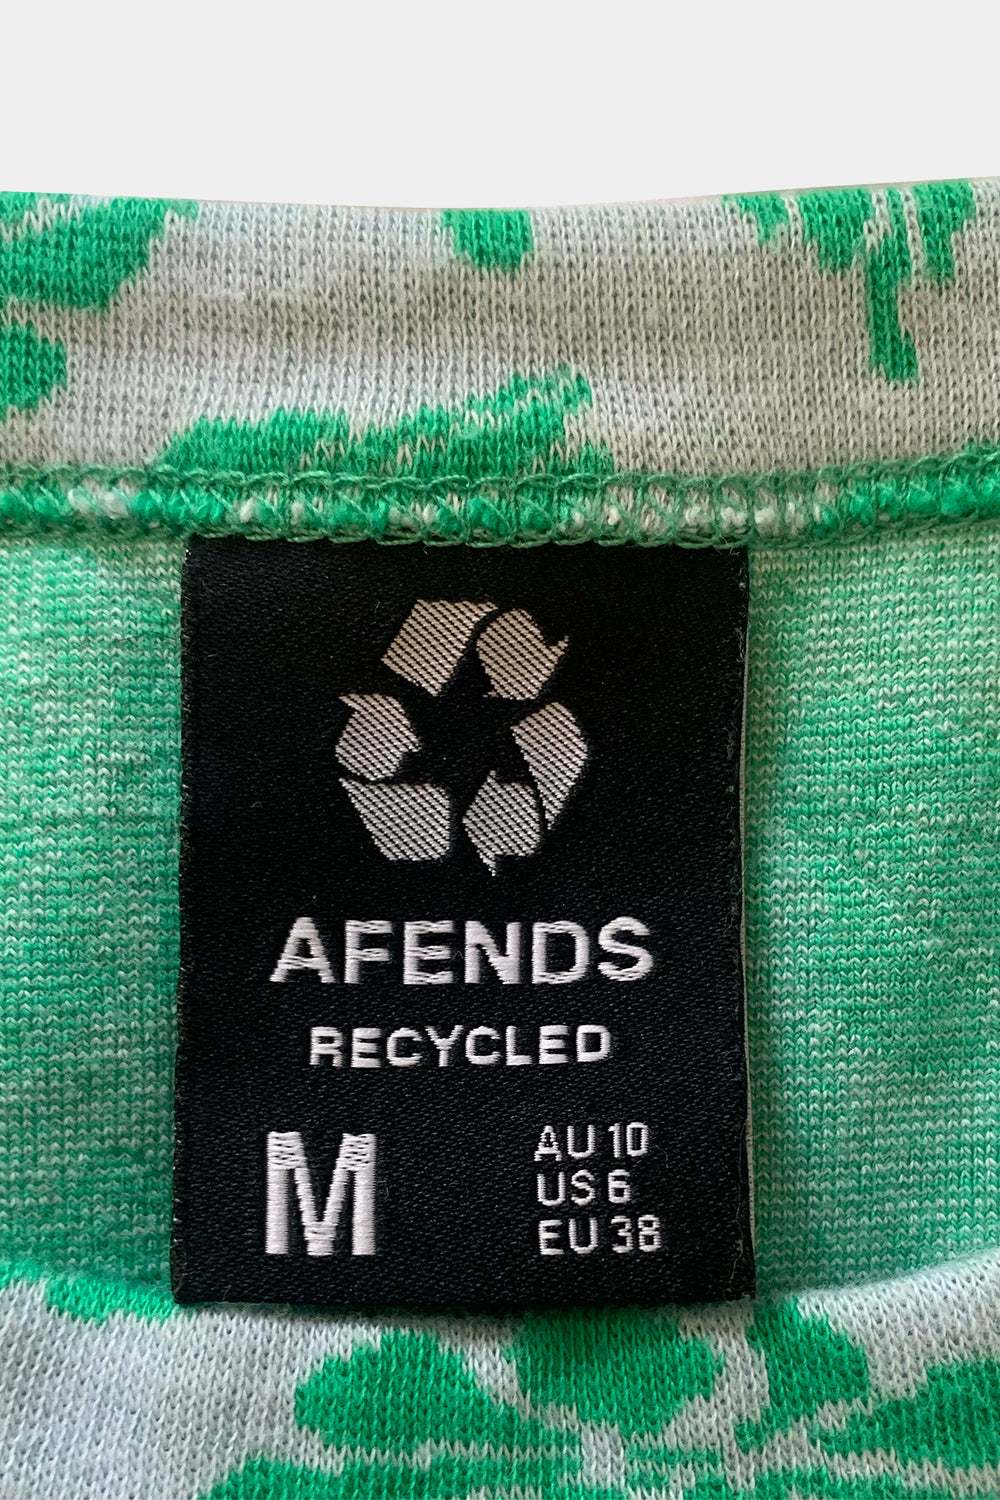 AFENDS
RECYCLED
M
AU 10
US 6
EU 38